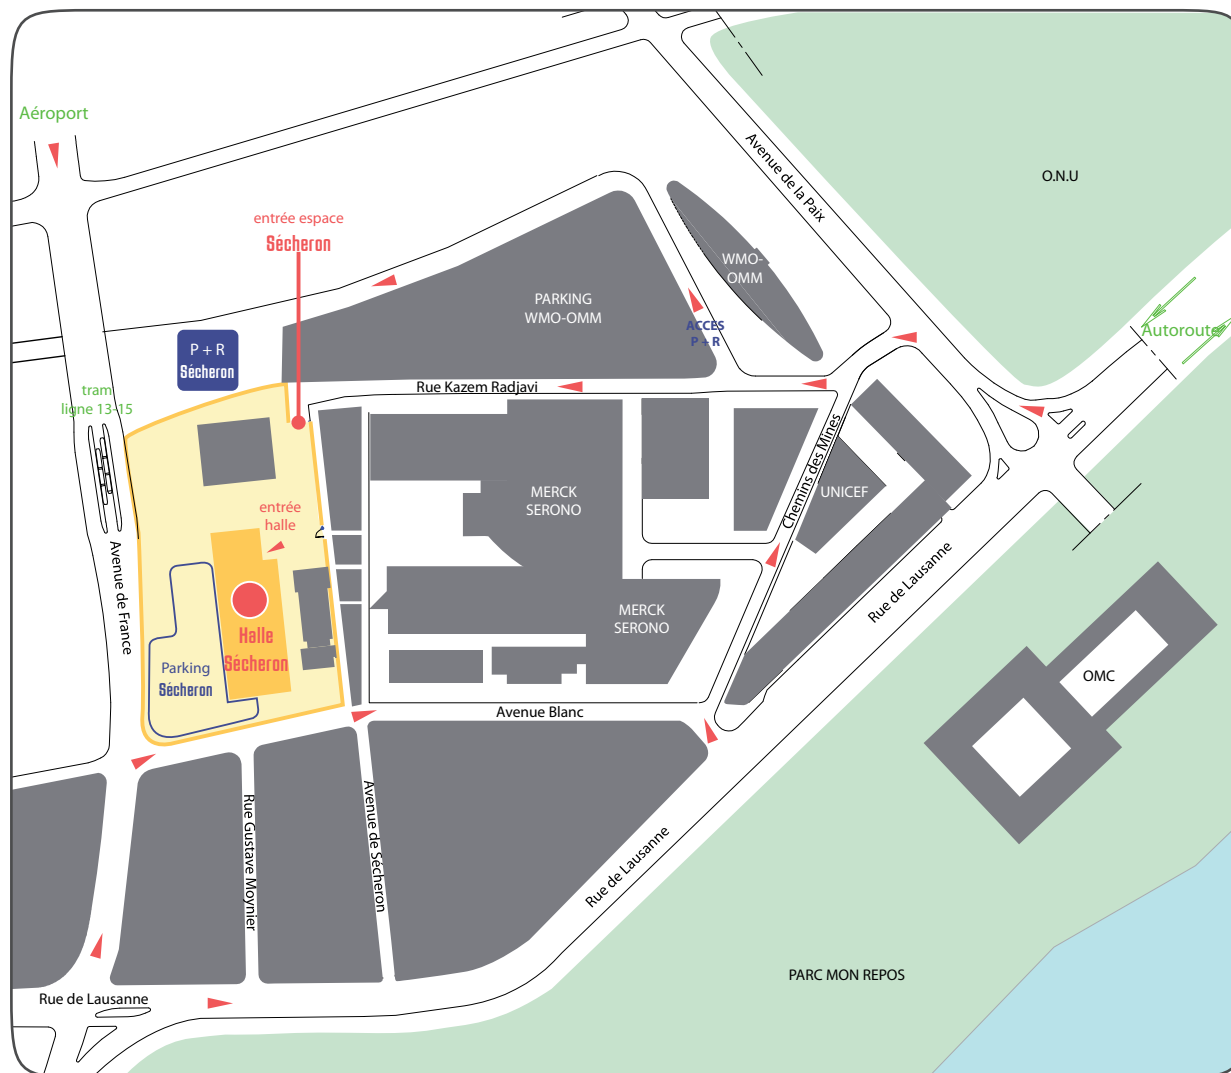 Aéroport
Avenue de la Paix
O.N.U
entrée espace
Sécheron
WMO-
OMM
PARKING
WMO-OMM
ACCES
P + R
Autoroute
P + R
Sécheron
Rue Kazem Radjavi
tram
ligne 13-15
Chemins des Mines
MERCK
SERONO
UNICEF
entrée
halle
Avenue de France
Rue de Lausanne
Halle
Sécheron
MERCK
SERONO
Parking
Sécheron
OMC
Avenue Blanc
Rue Gustave Moynier
Avenue de Sécheron
Rue de Lausanne
PARC MON REPOS
Rue de Lausanne